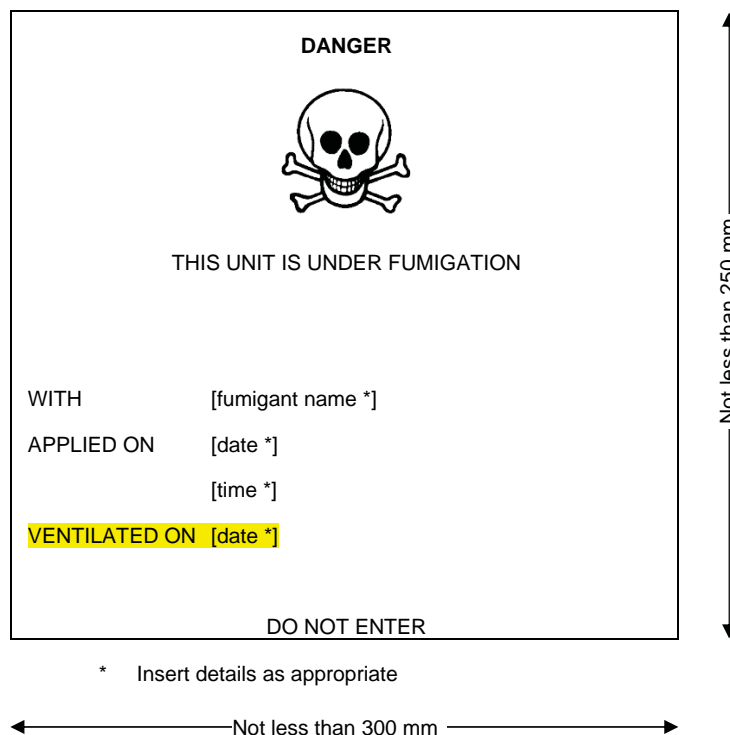 DANGER
THIS UNIT IS UNDER FUMIGATION
WITH [fumigant name *]
APPLIED ON [date *]
[time *]
VENTILATED ON [date *]
DO NOT ENTER
* Insert details as appropriate
Not less than 300 mm
Not less than 250 mm